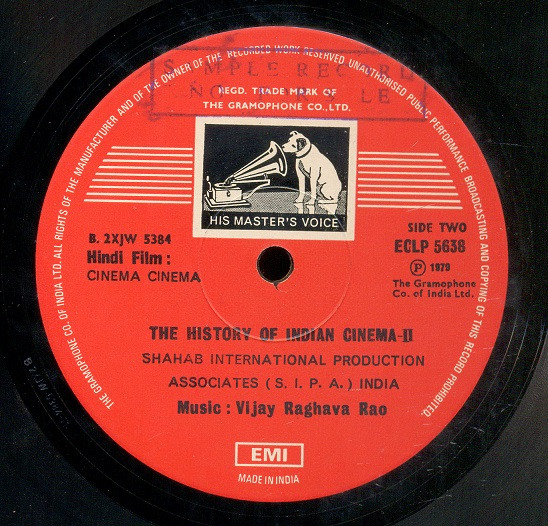 THE GRAMOPHONE CO. OF INDIA LTD. ALL RIGHTS OF THE MANUFACTURER AND OF THE OWNER OF THE RECORDED WORK RESERVED. UNAUTHORISED PUBLIC PERFORMANCE BROADCASTING AND COPYING OF THIS RECORD PROHIBITED.
SAMPLE RECORD
REGD. TRADE MARK OF
THE GRAMOPHONE CO., LTD.
HIS MASTER'S VOICE
B. 2XJW 5384
Hindi Film :
CINEMA CINEMA
SIDE TWO
ECLP 5638
Ⓟ 1979
The Gramophone
Co. of India Ltd.
THE HISTORY OF INDIAN CINEMA-II
SHAHAB INTERNATIONAL PRODUCTION
ASSOCIATES ( S. I. P. A. ) INDIA
Music : Vijay Raghava Rao
EMI
MADE IN INDIA